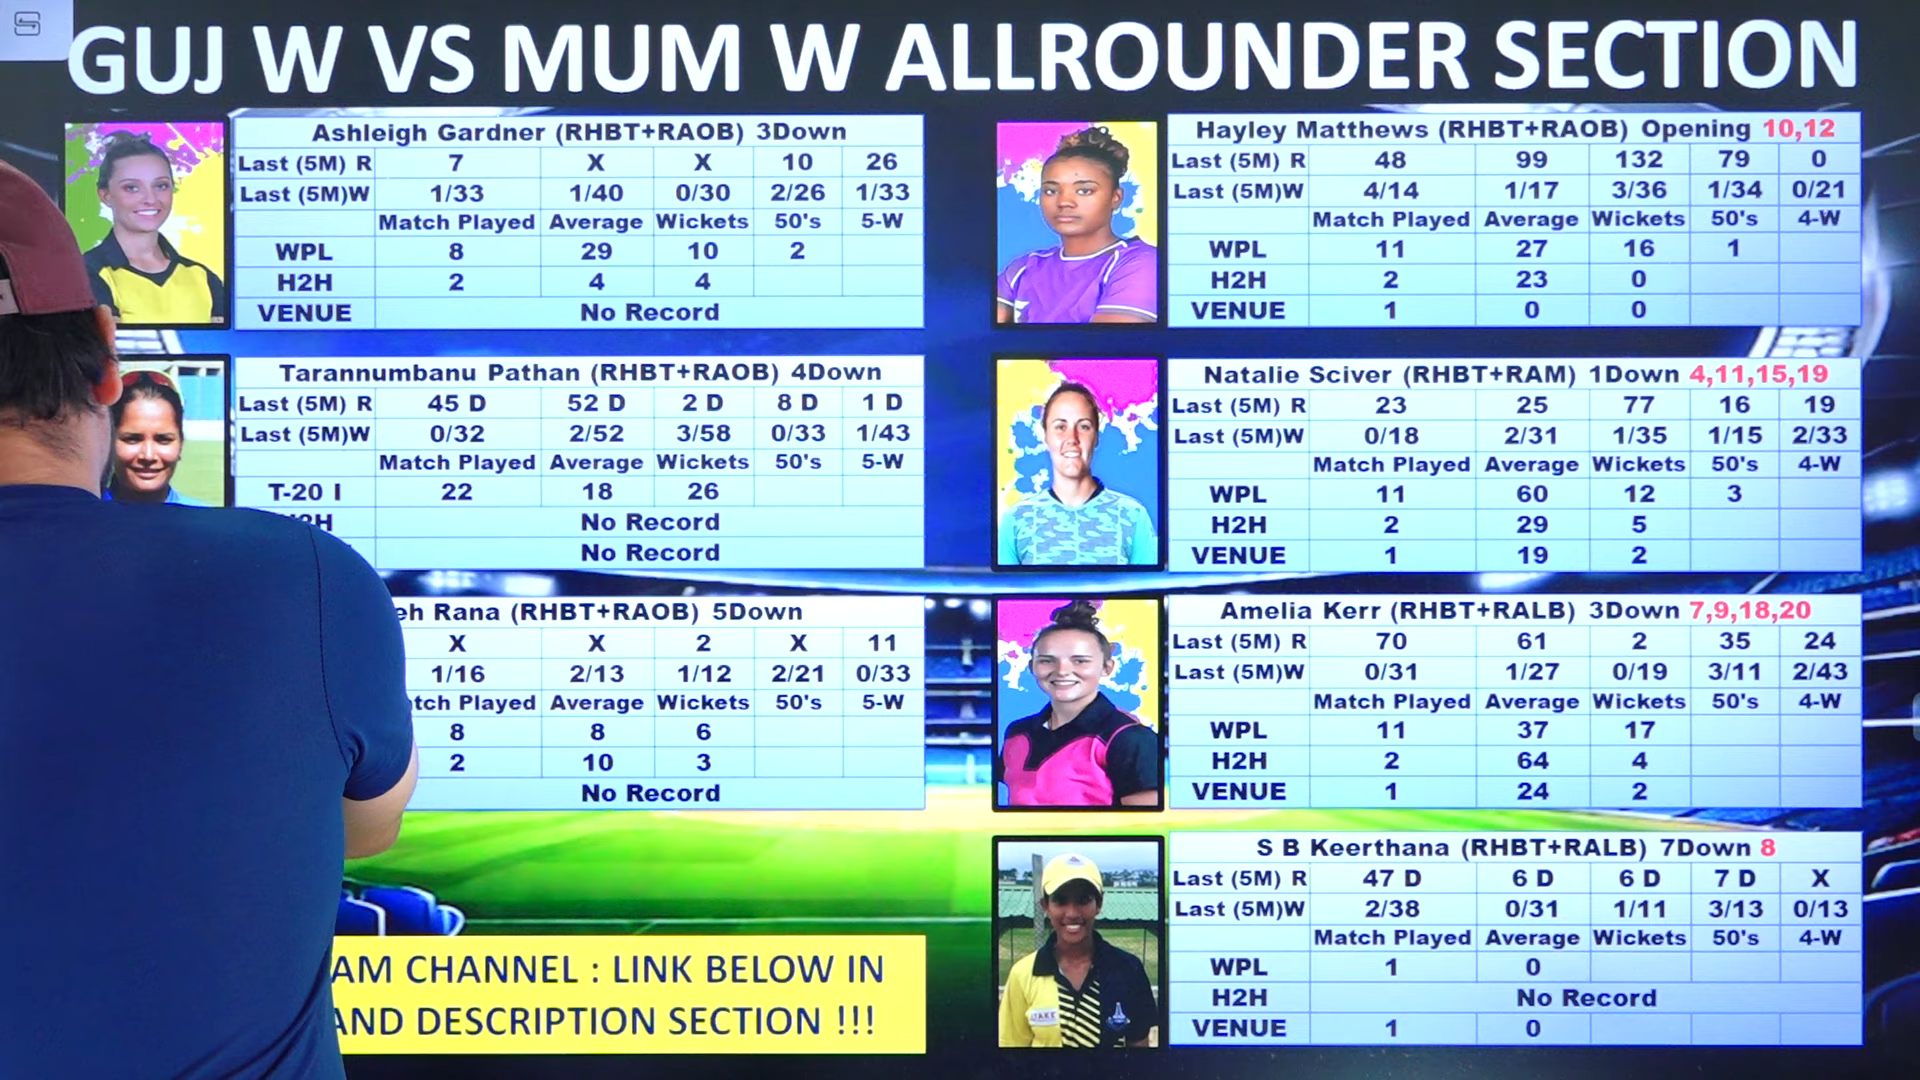 GUJ W VS MUM W ALLROUNDER SECTION
Ashleigh Gardner (RHBT+RAOB) 3Down
Last (5M) R 7 X X 10 26
Last (5M)W 1/33 1/40 0/30 2/26 1/33
Match Played Average Wickets 50's 5-W
WPL 8 29 10 2
H2H 2 4 4
VENUE No Record
Tarannumbanu Pathan (RHBT+RAOB) 4Down
Last (5M) R 45 D 52 D 2 D 8 D 1 D
Last (5M)W 0/32 2/52 3/58 0/33 1/43
Match Played Average Wickets 50's 5-W
T-20 I 22 18 26
No Record
No Record
Rana (RHBT+RAOB) 5Down
X X 2 X 11
1/16 2/13 1/12 2/21 0/33
Played Average Wickets 50's 5-W
8 8 6
2 10 3
No Record
AM CHANNEL : LINK BELOW IN
AND DESCRIPTION SECTION !!!
Hayley Matthews (RHBT+RAOB) Opening 10,12
Last (5M) R 48 99 132 79 0
Last (5M)W 4/14 1/17 3/36 1/34 0/21
Match Played Average Wickets 50's 4-W
WPL 11 27 16 1
H2H 2 23 0
VENUE 1 0 0
Natalie Sciver (RHBT+RAM) 1Down 4,11,15,19
Last (5M) R 23 25 77 16 19
Last (5M)W 0/18 2/31 1/35 1/15 2/33
Match Played Average Wickets 50's 4-W
WPL 11 60 12 3
H2H 2 29 5
VENUE 1 19 2
Amelia Kerr (RHBT+RALB) 3Down 7,9,18,20
Last (5M) R 70 61 2 35 24
Last (5M)W 0/31 1/27 0/19 3/11 2/43
Match Played Average Wickets 50's 4-W
WPL 11 37 17
H2H 2 64 4
VENUE 1 24 2
S B Keerthana (RHBT+RALB) 7Down 8
Last (5M) R 47 D 6 D 6 D 7 D X
Last (5M)W 2/38 0/31 1/11 3/13 0/13
Match Played Average Wickets 50's 4-W
WPL 1 0
H2H No Record
VENUE 1 0